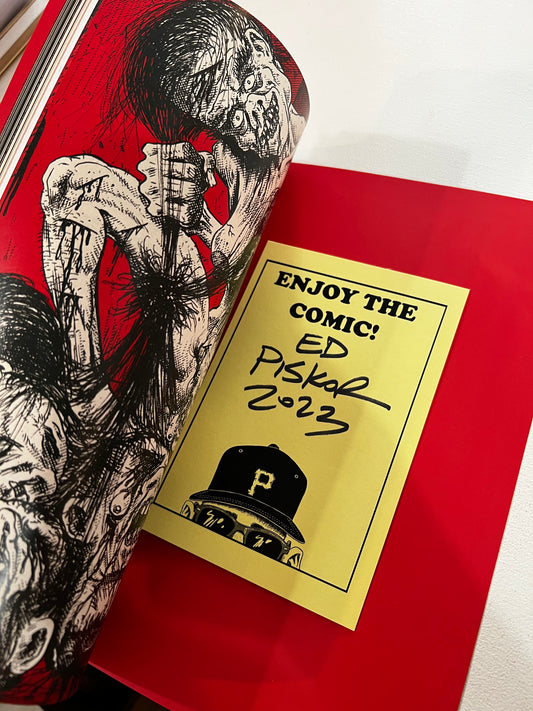 ENJOY THE
COMIC!
ED
PISKOR
2023
P